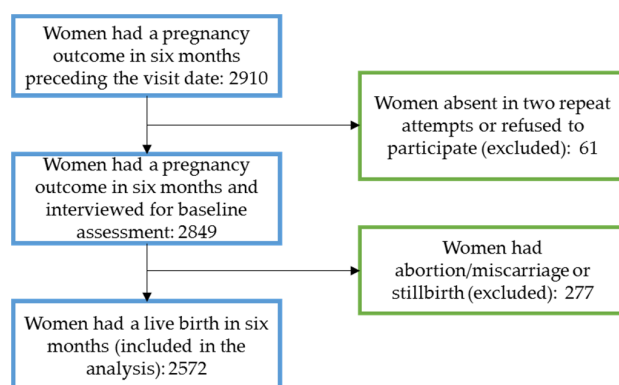 Women had a pregnancy
outcome in six months
preceding the visit date: 2910
Women absent in two repeat
attempts or refused to
participate (excluded): 61
Women had a pregnancy
outcome in six months and
interviewed for baseline
assessment: 2849
Women had
abortion/miscarriage or
stillbirth (excluded): 277
Women had a live birth in six
months (included in the
analysis): 2572